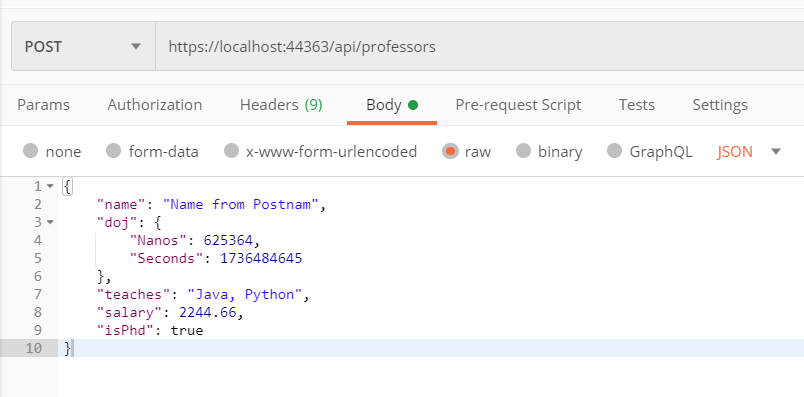 POST https://localhost:44363/api/professors
Params Authorization Headers (9) Body Pre-request Script Tests Settings
none form-data x-www-form-urlencoded raw binary GraphQL JSON
1 {
2 "name": "Name from Postnam",
3 "doj": {
4 "Nanos": 625364,
5 "Seconds": 1736484645
6 },
7 "teaches": "Java, Python",
8 "salary": 2244.66,
9 "isPhd": true
10 }